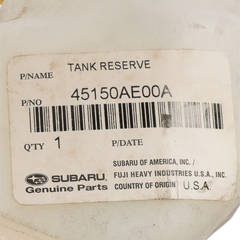 P/NAME TANK RESERVE
P/NO 45150AE00A
Q'TY 1 P/DATE
SUBARU
Genuine Parts
SUBARU OF AMERICA, INC. /
FUJI HEAVY INDUSTRIES U.S.A., INC.
COUNTRY OF ORIGIN U.S.A.